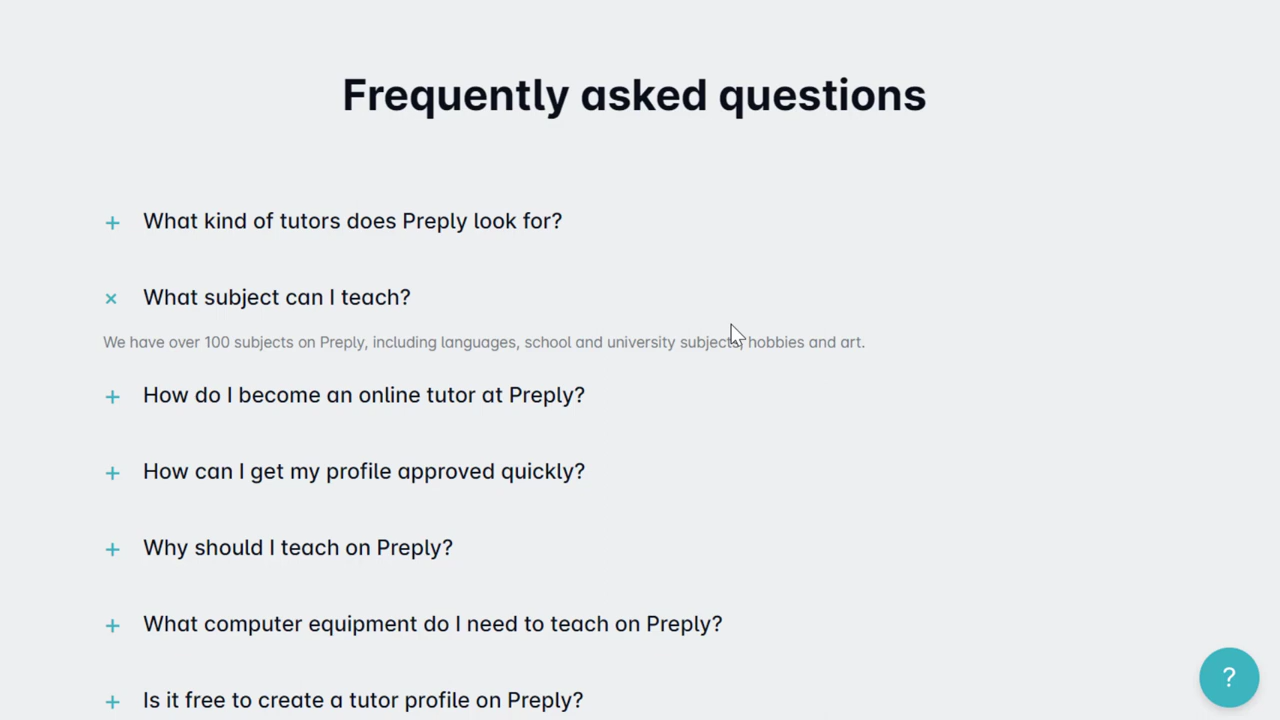 Frequently asked questions
+ What kind of tutors does Preply look for?
× What subject can I teach?
We have over 100 subjects on Preply, including languages, school and university subjects, hobbies and art.
+ How do I become an online tutor at Preply?
+ How can I get my profile approved quickly?
+ Why should I teach on Preply?
+ What computer equipment do I need to teach on Preply?
+ Is it free to create a tutor profile on Preply?
?